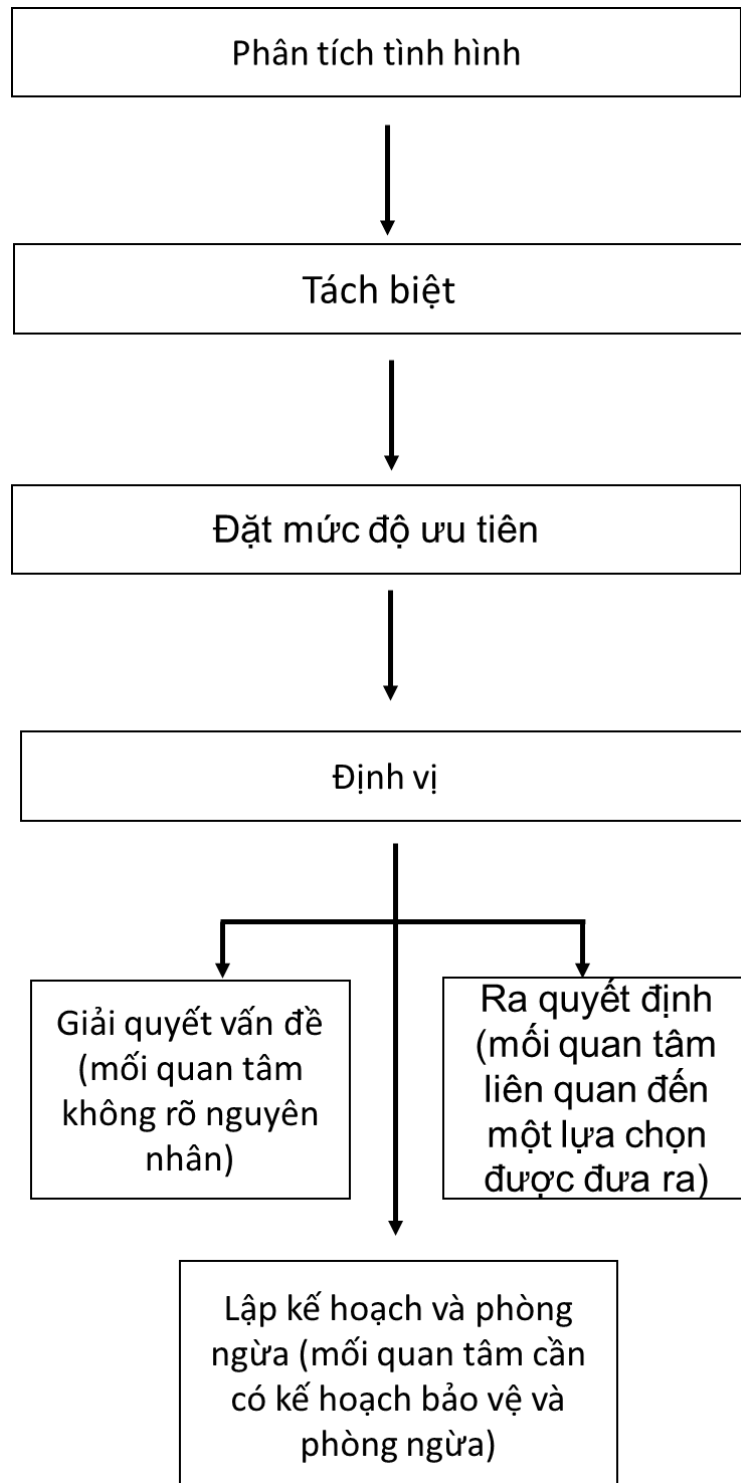 Phân tích tình hình
Tách biệt
Đặt mức độ ưu tiên
Định vị
Giải quyết vấn đề
(mối quan tâm
không rõ nguyên
nhân)
Ra quyết định
(mối quan tâm
liên quan đến
một lựa chọn
được đưa ra)
Lập kế hoạch và phòng
ngừa (mối quan tâm cần
có kế hoạch bảo vệ và
phòng ngừa)